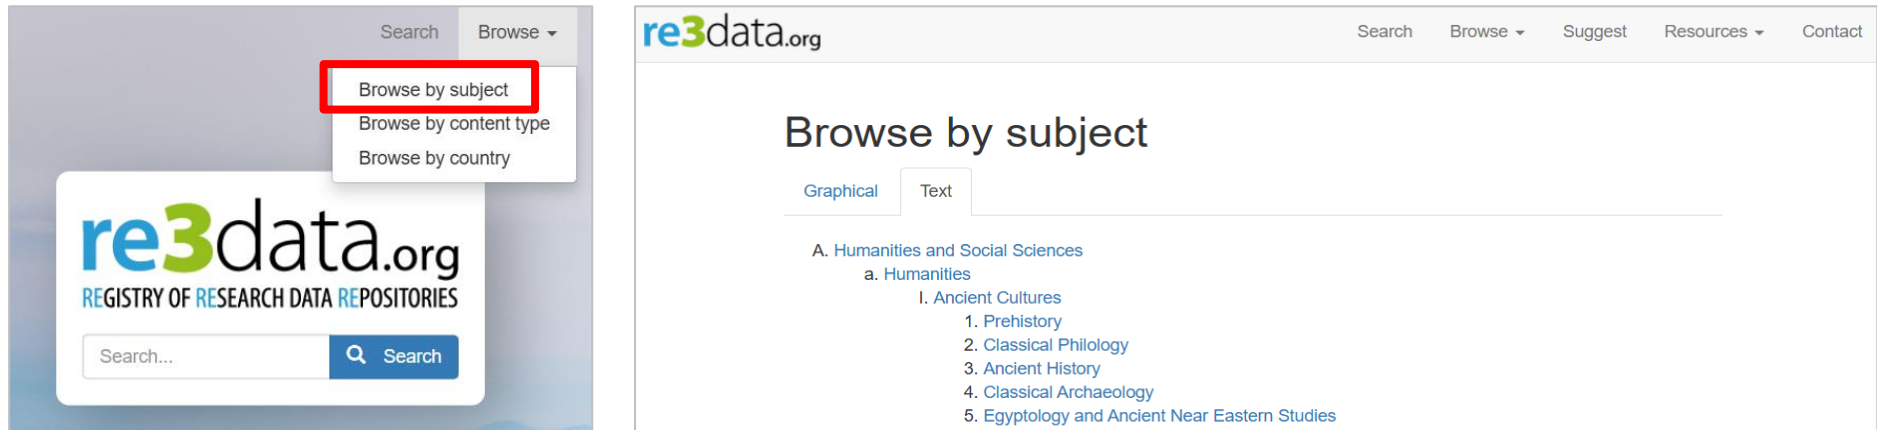 Search Browse
Browse by subject
Browse by content type
Browse by country
re3data.org
REGISTRY OF RESEARCH DATA REPOSITORIES
Search... Search
re3data.org Search Browse Suggest Resources Contact
Browse by subject
Graphical Text
A. Humanities and Social Sciences
a. Humanities
I. Ancient Cultures
1. Prehistory
2. Classical Philology
3. Ancient History
4. Classical Archaeology
5. Egyptology and Ancient Near Eastern Studies